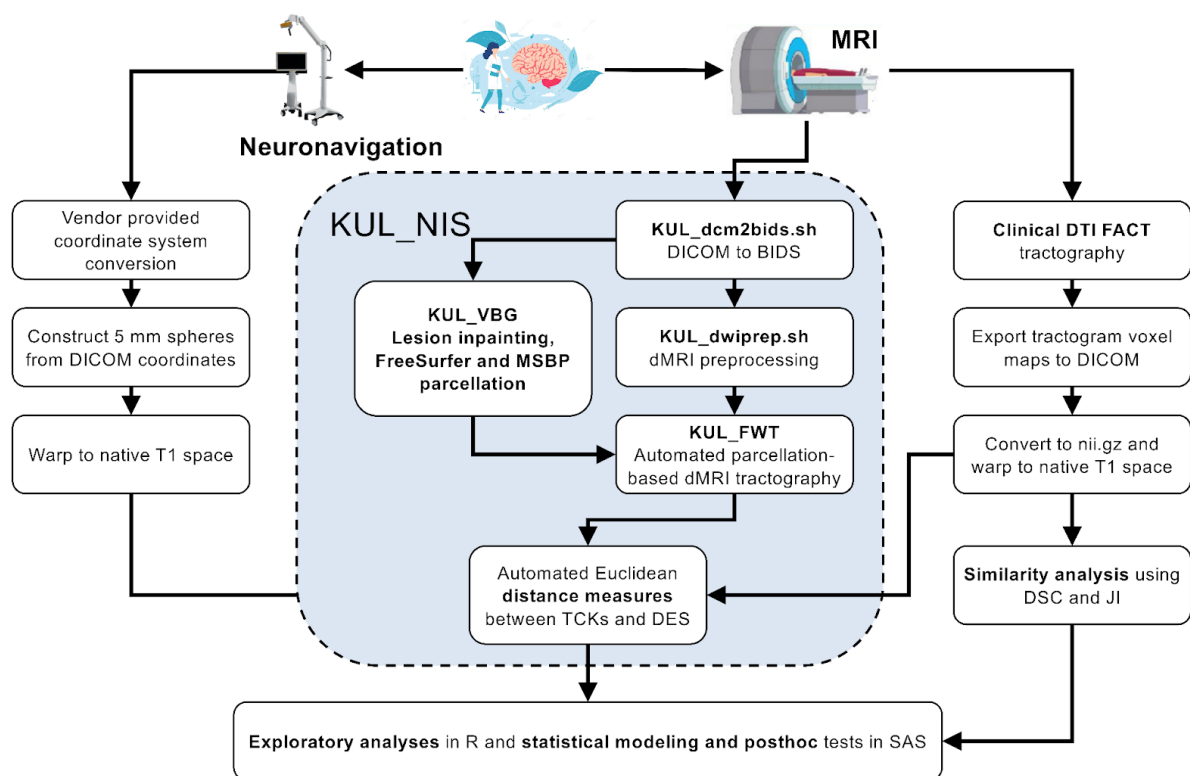 MRI
Neuronavigation
KUL_NIS
Vendor provided
coordinate system
conversion
Construct 5 mm spheres
from DICOM coordinates
Warp to native T1 space
KUL_dcm2bids.sh
DICOM to BIDS
KUL_VBG
Lesion inpainting,
FreeSurfer and MSBP
parcellation
KUL_dwiprep.sh
dMRI preprocessing
KUL_FWT
Automated parcellation-
based dMRI tractography
Automated Euclidean
distance measures
between TCKs and DES
Clinical DTI FACT
tractography
Export tractogram voxel
maps to DICOM
Convert to nii.gz and
warp to native T1 space
Similarity analysis using
DSC and JI
Exploratory analyses in R and statistical modeling and posthoc tests in SAS